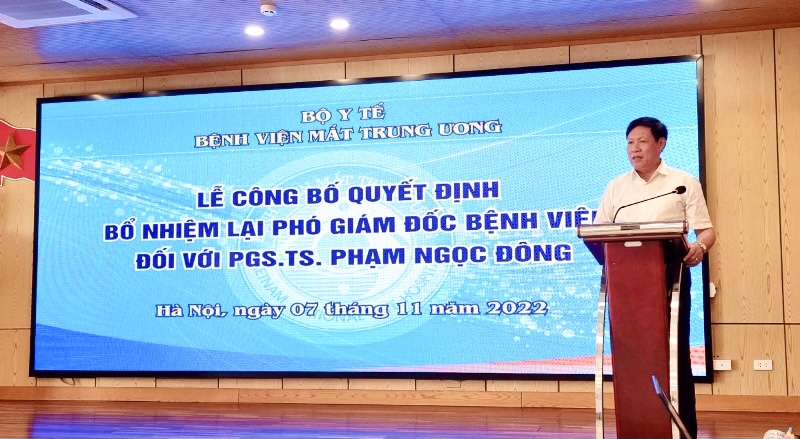 BỘ Y TẾ
BỆNH VIỆN MẮT TRUNG ƯƠNG
LỄ CÔNG BỐ QUYẾT ĐỊNH
BỔ NHIỆM LẠI PHÓ GIÁM ĐỐC BỆNH VIỆN
ĐỐI VỚI PGS.TS. PHẠM NGỌC ĐÔNG
Hà Nội, ngày 07 tháng 11 năm 2022